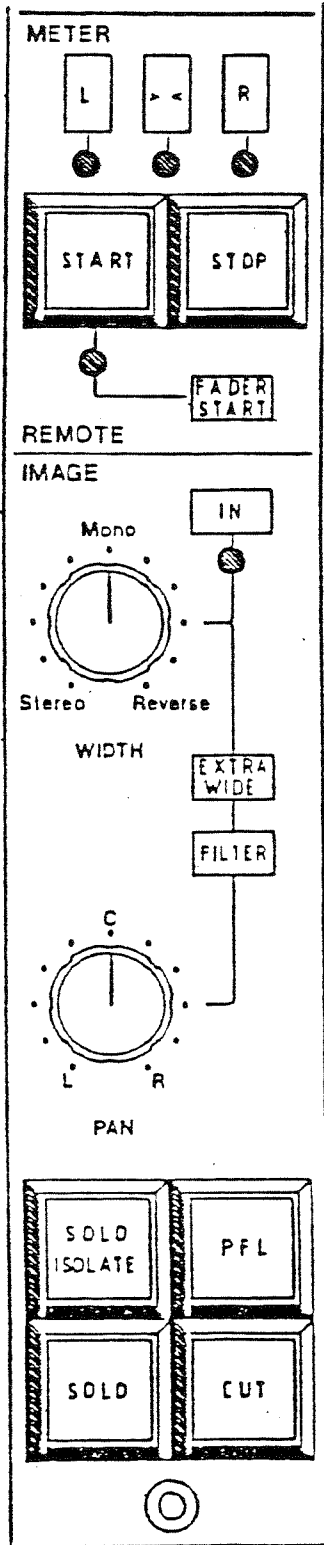 METER
L > < R
START STOP
FADER
START
REMOTE
IMAGE
IN
Mono
Stereo Reverse
WIDTH
EXTRA
WIDE
FILTER
C
L R
PAN
SOLO
ISOLATE
PFL
SOLO CUT